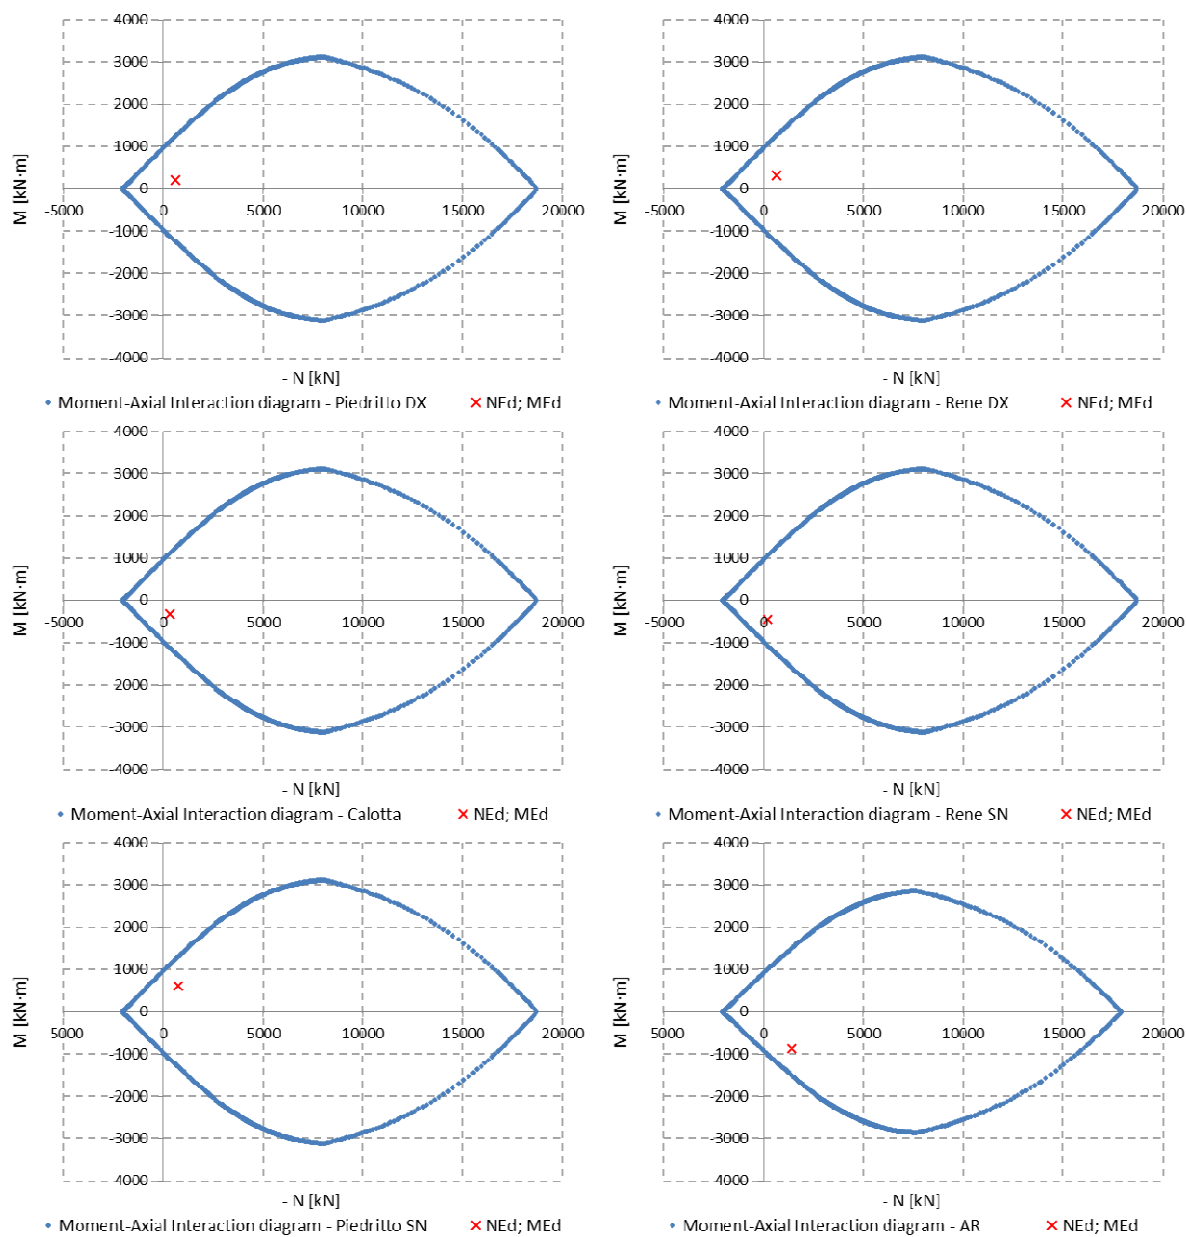 4000 4000
3000 3000
2000 2000
1000 1000
0 0
-5000 0 5000 10000 15000 20000 -5000 0 5000 10000 15000 20000
-1000 -1000
-2000 -2000
-3000 -3000
-4000 -4000
M [kN·m] M [kN·m]
- N [kN] - N [kN]
Moment-Axial Interaction diagram - Piedritto DX NEd; MEd Moment-Axial Interaction diagram - Rene DX NEd; MEd
4000 4000
3000 3000
2000 2000
1000 1000
0 0
-5000 0 5000 10000 15000 20000 -5000 0 5000 10000 15000 20000
-1000 -1000
-2000 -2000
-3000 -3000
-4000 -4000
M [kN·m] M [kN·m]
- N [kN] - N [kN]
Moment-Axial Interaction diagram - Calotta NEd; MEd Moment-Axial Interaction diagram - Rene SN NEd; MEd
4000 4000
3000 3000
2000 2000
1000 1000
0 0
-5000 0 5000 10000 15000 20000 -5000 0 5000 10000 15000 20000
-1000 -1000
-2000 -2000
-3000 -3000
-4000 -4000
M [kN·m] M [kN·m]
- N [kN] - N [kN]
Moment-Axial Interaction diagram - Piedritto SN NEd; MEd Moment-Axial Interaction diagram - AR NEd; MEd